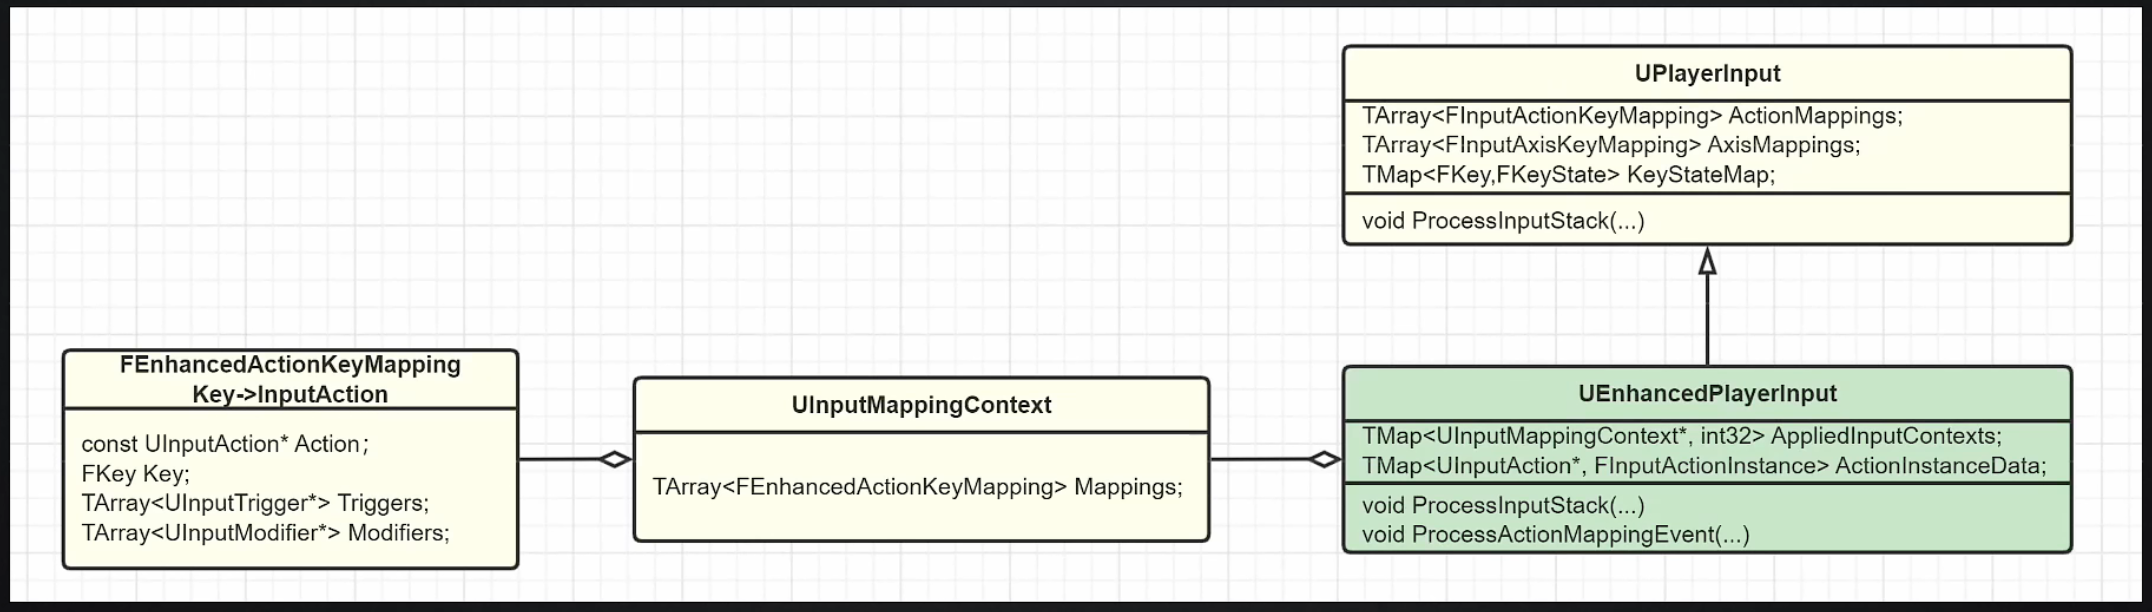 UPlayerInput
TArray<FInputActionKeyMapping> ActionMappings;
TArray<FInputAxisKeyMapping> AxisMappings;
TMap<FKey,FKeyState> KeyStateMap;
void ProcessInputStack(...)
FEnhancedActionKeyMapping
Key->InputAction
const UInputAction* Action;
FKey Key;
TArray<UInputTrigger*> Triggers;
TArray<UInputModifier*> Modifiers;
UInputMappingContext
TArray<FEnhancedActionKeyMapping> Mappings;
UEnhancedPlayerInput
TMap<UInputMappingContext*, int32> AppliedInputContexts;
TMap<UInputAction*, FInputActionInstance> ActionInstanceData;
void ProcessInputStack(...)
void ProcessActionMappingEvent(...)